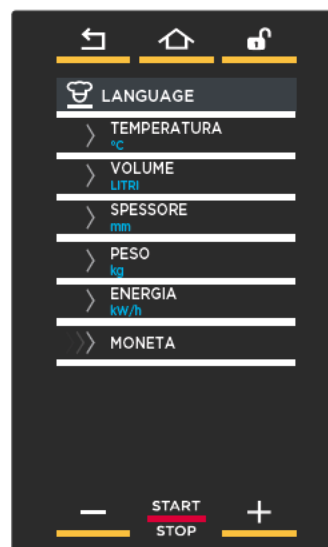 LANGUAGE
TEMPERATURA
°C
VOLUME
LITRI
SPESSORE
mm
PESO
kg
ENERGIA
kW/h
MONETA
START
STOP